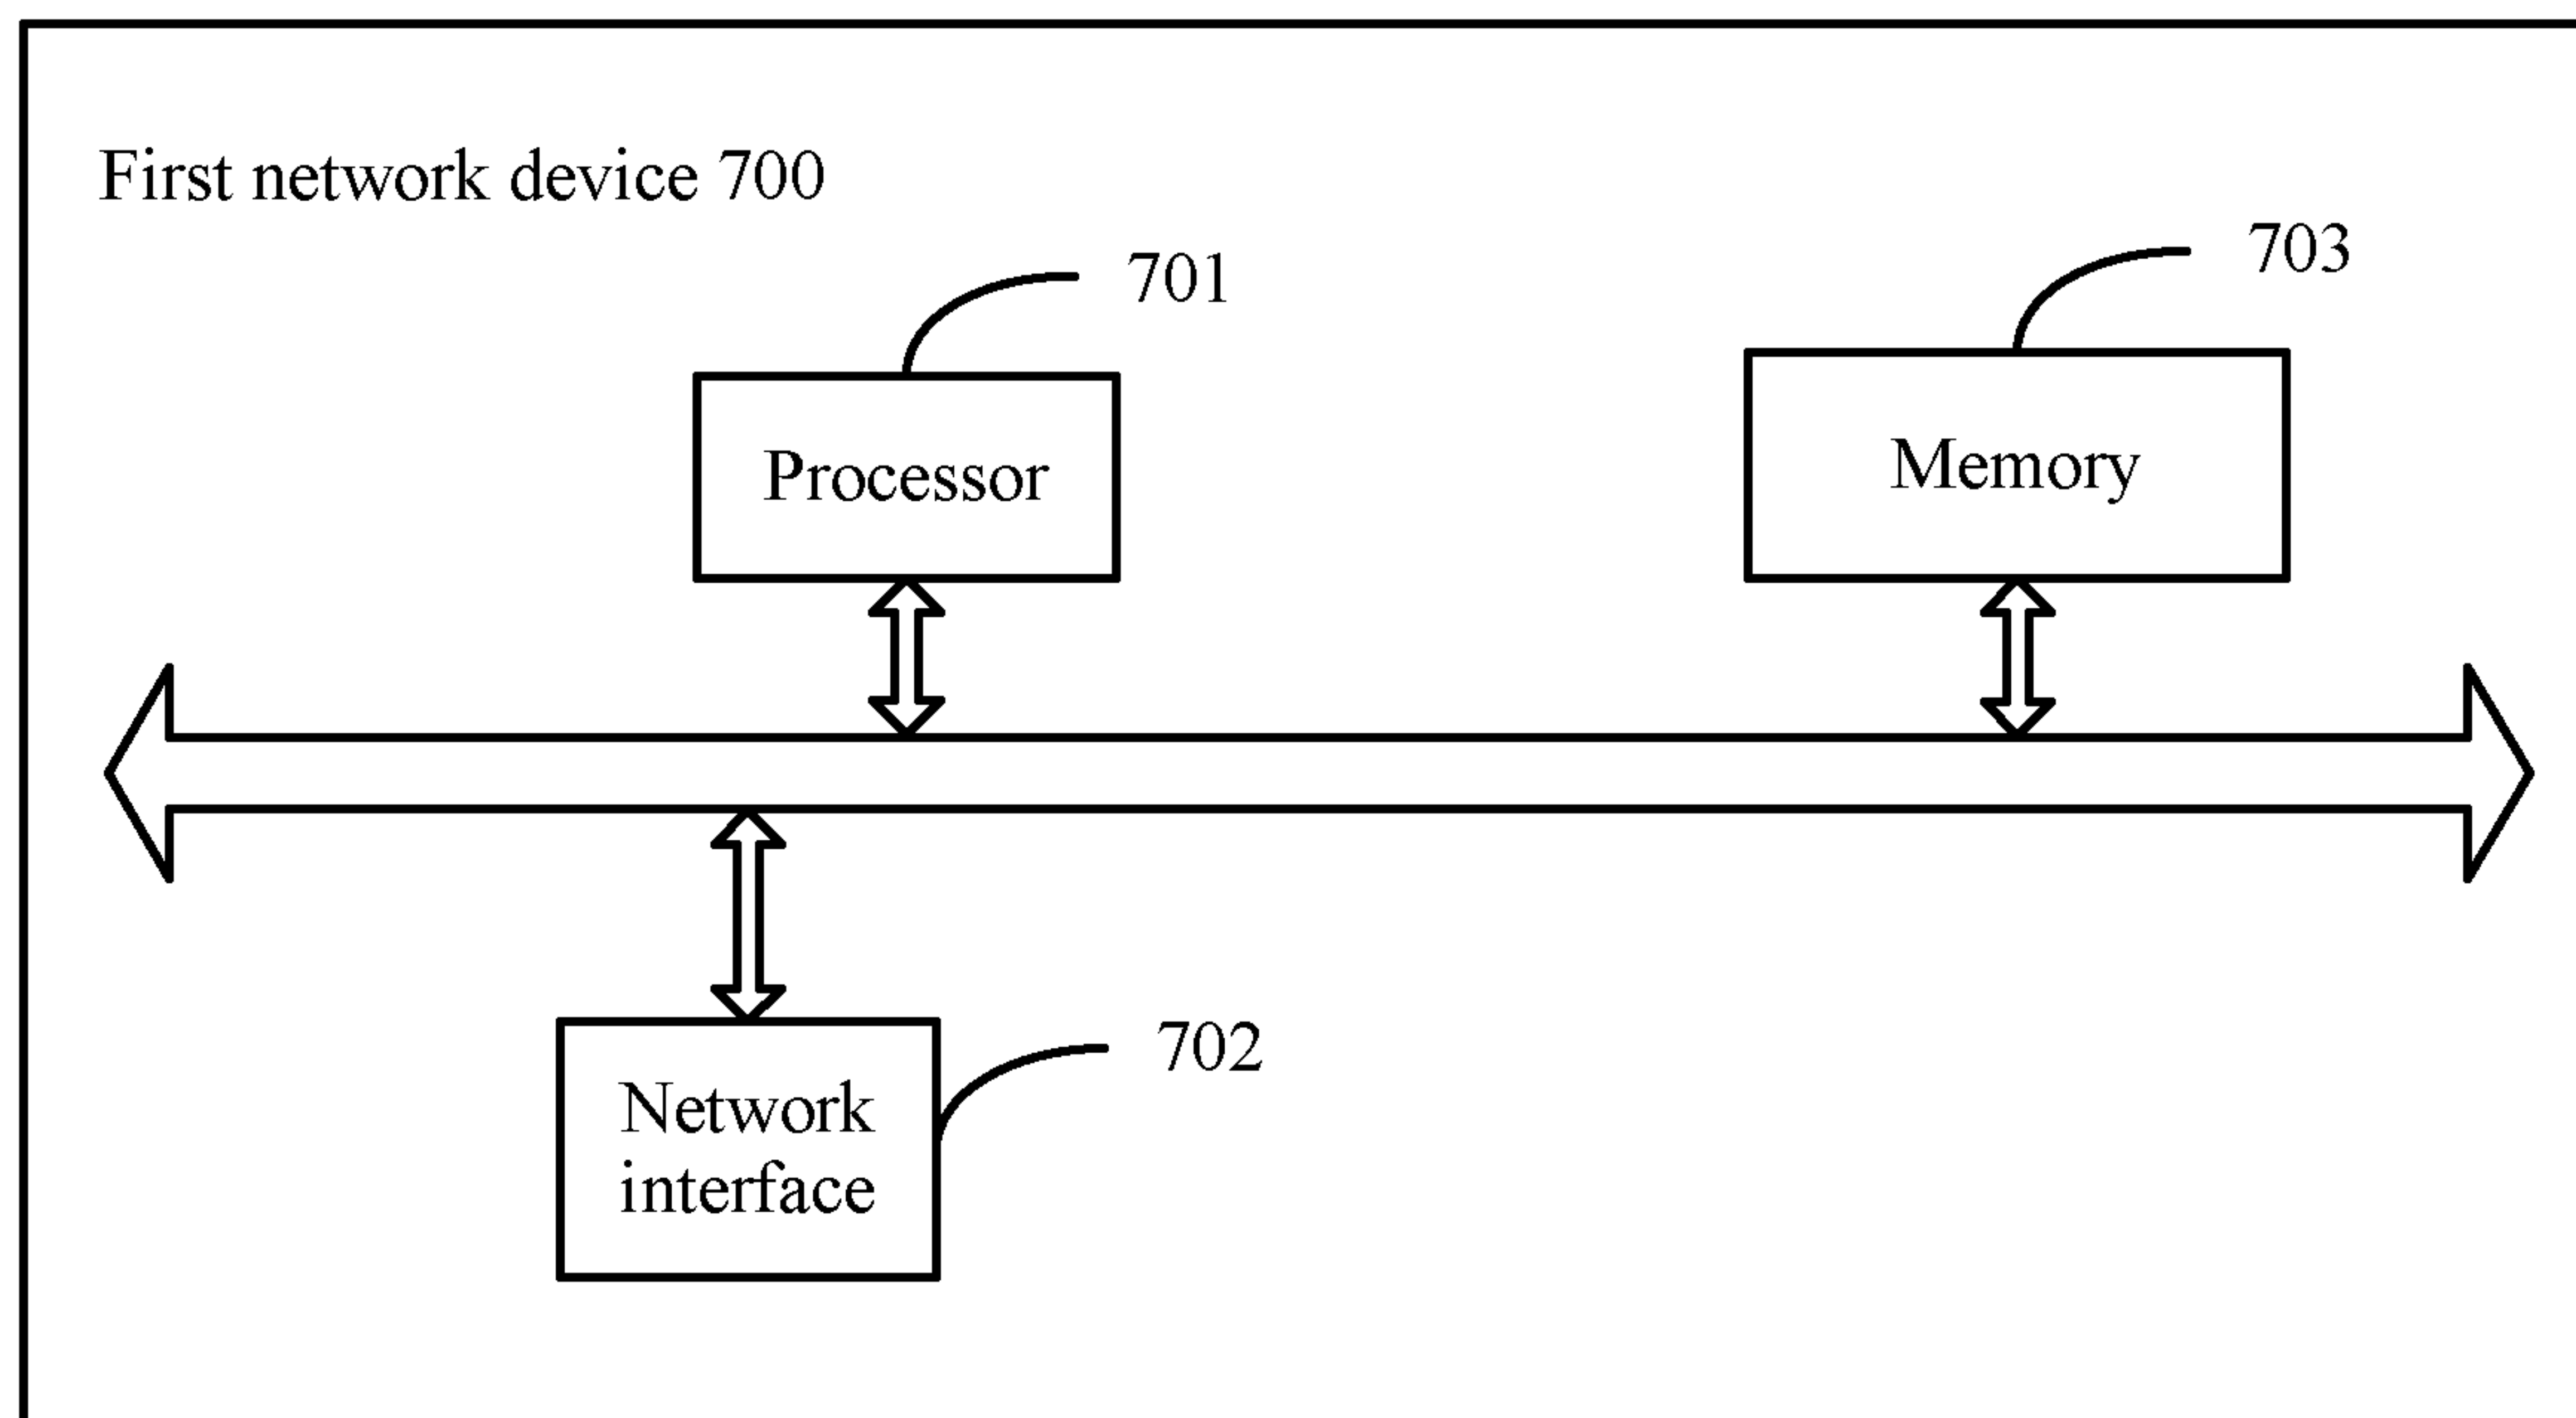 First network device 700
701
703
Processor
Memory
702
Network
interface